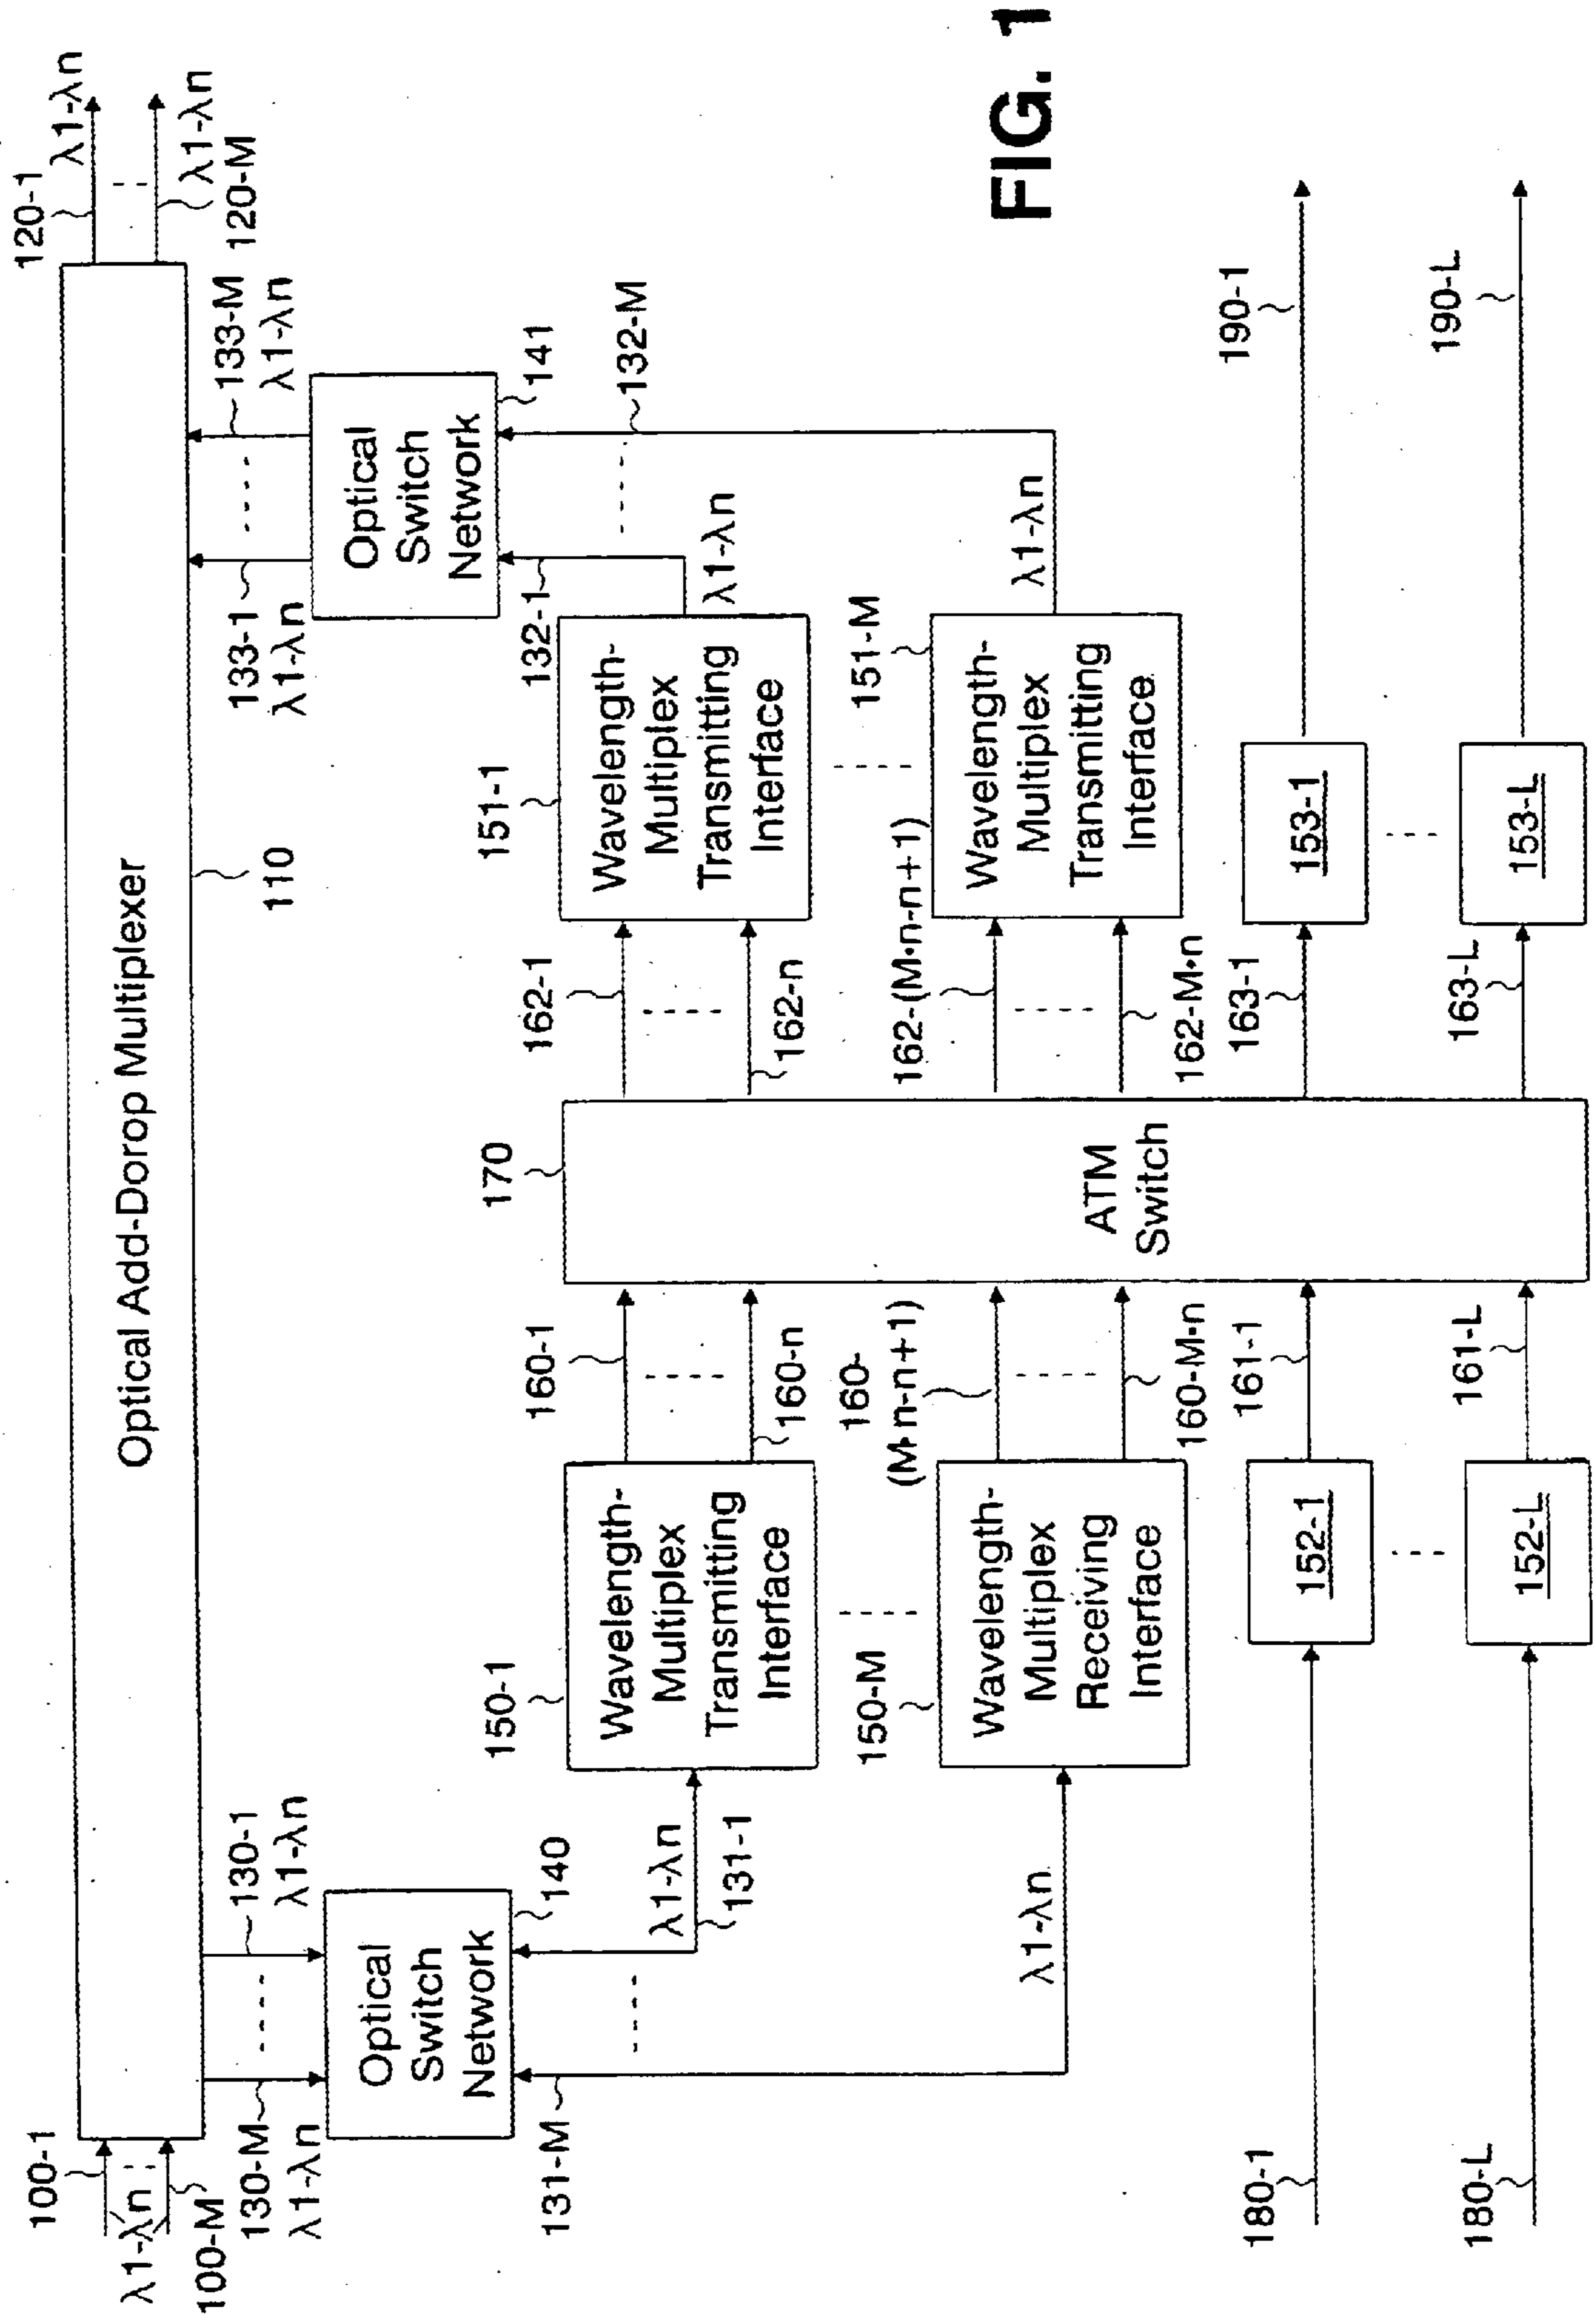 FIG. 1
120-1
λ1-λn
λ1-λn
120-M
Optical Add-Dorop Multiplexer
110
100-1
λ1-λn
100-M
130-M
λ1-λn
130-1
λ1-λn
133-1
λ1-λn
133-M
λ1-λn
Optical
Switch
Network
140
Optical
Switch
Network
141
131-M
λ1-λn
131-1
132-1
λ1-λn
132-M
150-1
Wavelength-
Multiplex
Transmitting
Interface
160-1
160-n
170
ATM
Switch
162-1
162-n
151-1
Wavelength-
Multiplex
Transmitting
Interface
λ1-λn
150-M
Wavelength-
Multiplex
Receiving
Interface
160-
(M•n-n+1)
160-M•n
162-(M•n-n+1)
162-M•n
151-M
Wavelength-
Multiplex
Transmitting
Interface
λ1-λn
180-1
152-1
161-1
163-1
153-1
190-1
180-L
152-L
161-L
163-L
153-L
190-L